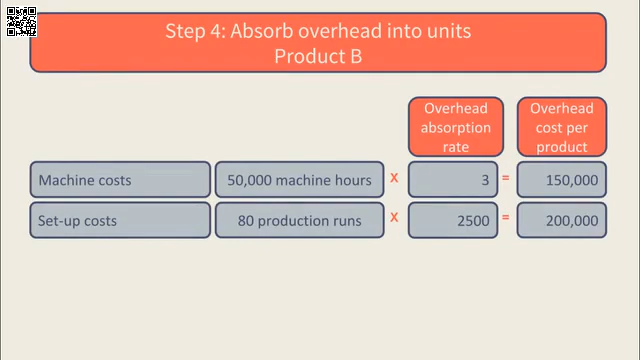 Step 4: Absorb overhead into units
Product B
Overhead
absorption
rate
Overhead
cost per
product
Machine costs 50,000 machine hours x 3 = 150,000
Set-up costs 80 production runs x 2500 = 200,000